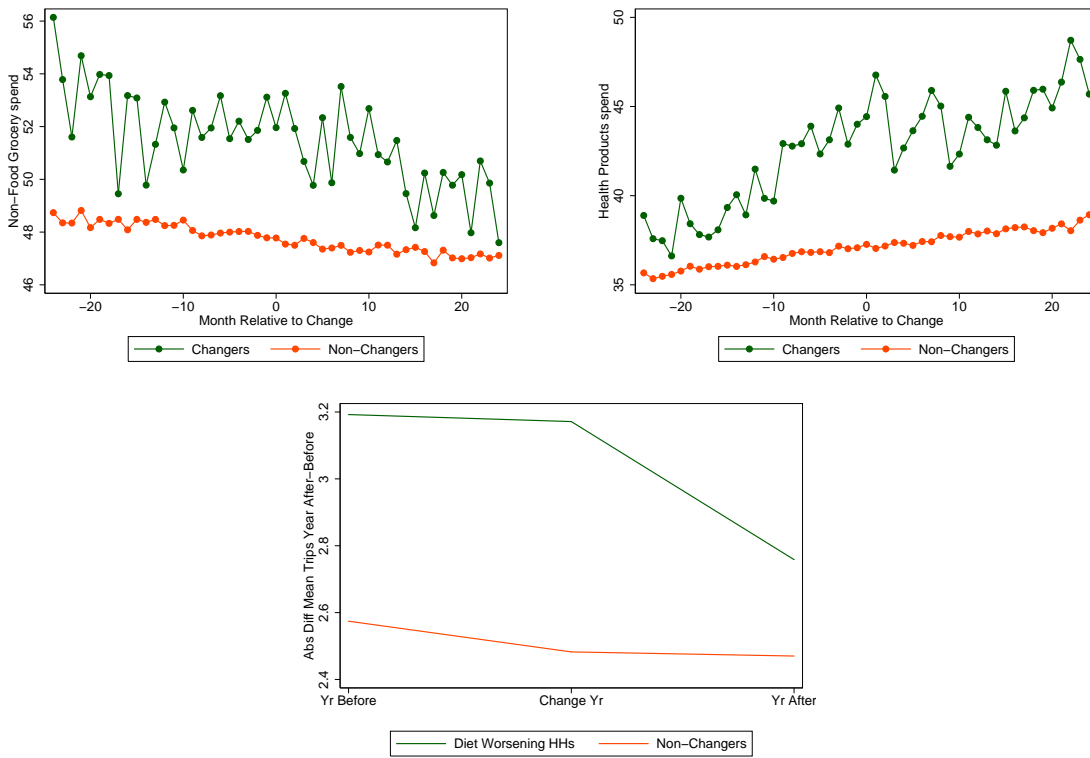 Non−Food Grocery spend
56
54
52
50
48
46
−20 −10 0 10 20
Month Relative to Change
Changers Non−Changers
Health Products spend
50
45
40
35
−20 −10 0 10 20
Month Relative to Change
Changers Non−Changers
Abs Diff Mean Trips Year After−Before
3.2
3
2.8
2.6
2.4
Yr Before Change Yr Yr After
Diet Worsening HHs Non−Changers